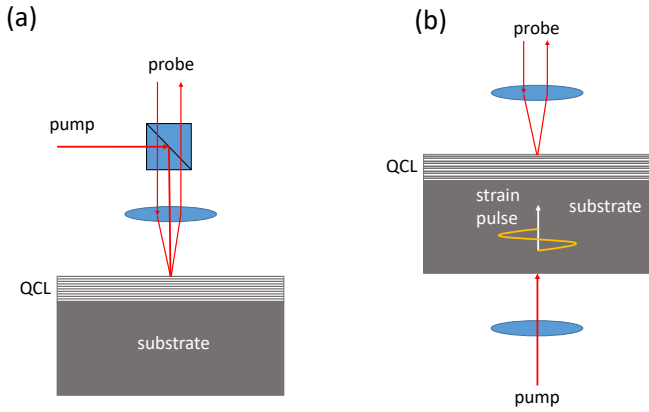 (a)
probe
pump
QCL
substrate
(b)
probe
QCL
strain
pulse
substrate
pump